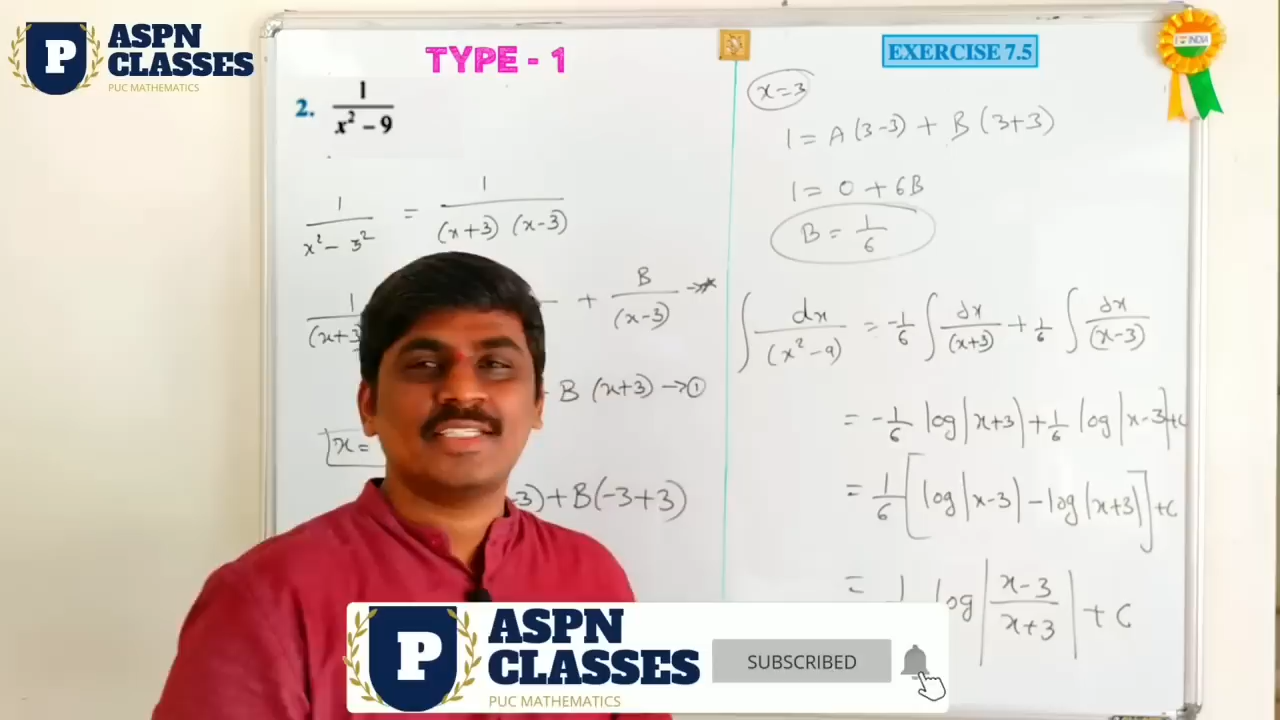 ASPN
CLASSES
PUC MATHEMATICS
P
TYPE - 1
EXERCISE 7.5
INDIA
2. 1/(x² – 9)
1/(x² – 3²) = 1/((x+3) (x-3))
+ B/(x-3) →*
B (x+3) → ①
x =
-3) + B(-3+3)
x=3
1 = A (3-3) + B (3+3)
1 = 0 + 6B
B = 1/6
∫ dx/(x² - 9) = -1/6 ∫ dx/(x+3) + 1/6 ∫ dx/(x-3)
= -1/6 log|x+3| + 1/6 log|x-3| + c
= 1/6 [log|x-3| - log|x+3|] + c
= 1 log |(x-3)/(x+3)| + c
P
ASPN
CLASSES
PUC MATHEMATICS
SUBSCRIBED